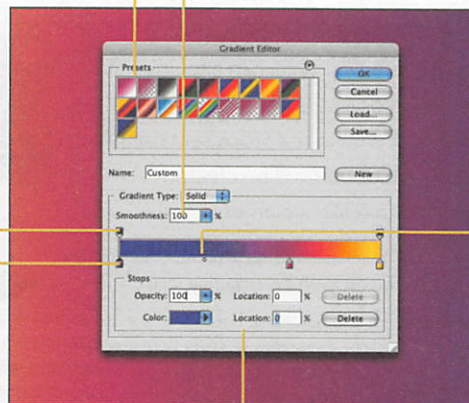 Gradient Editor
Presets
OK
Cancel
Load...
Save...
Name: Custom
New
Gradient Type: Solid
Smoothness: 100 %
Stops
Opacity: 100 % Location: 0 % Delete
Color: Location: 0 % Delete